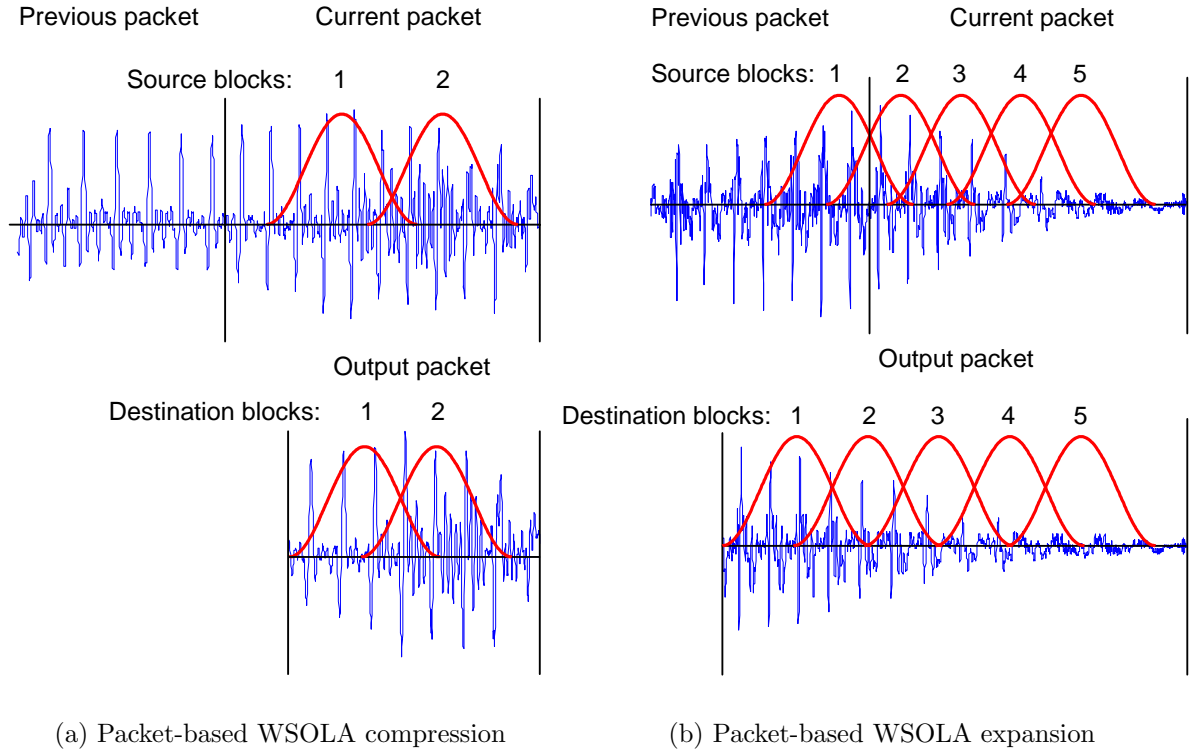 Previous packet Current packet
Source blocks: 1 2
Output packet
Destination blocks: 1 2
(a) Packet-based WSOLA compression
Previous packet Current packet
Source blocks: 1 2 3 4 5
Output packet
Destination blocks: 1 2 3 4 5
(b) Packet-based WSOLA expansion